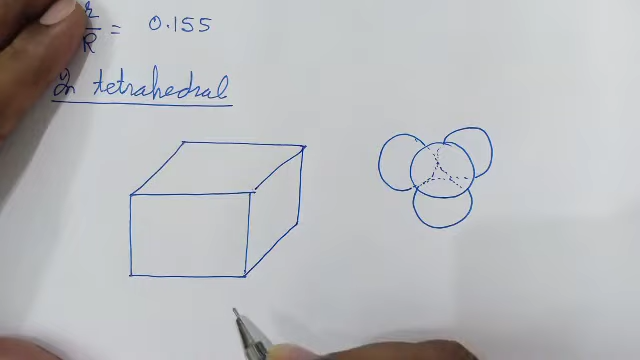 r/R = 0.155
In tetrahedral